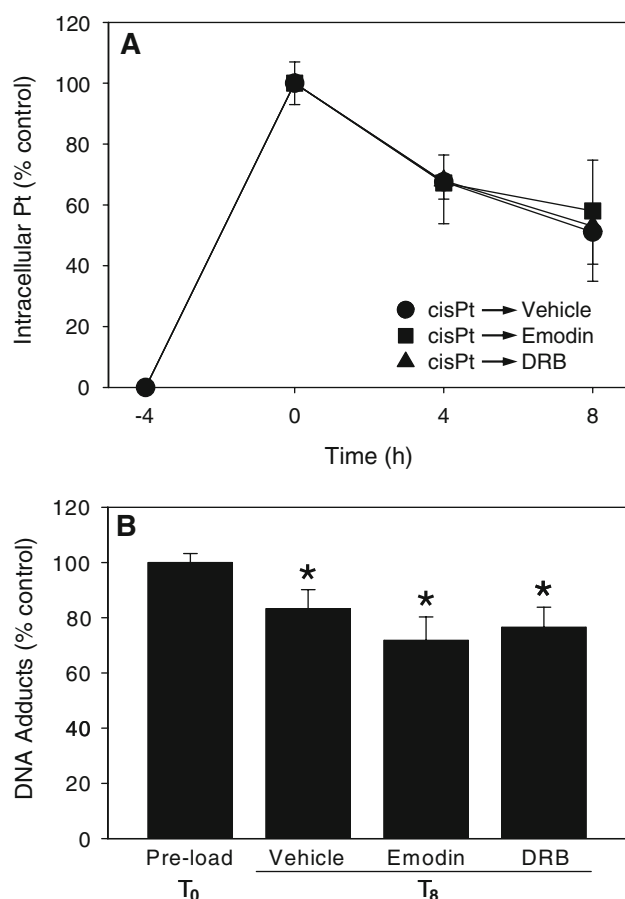 A
Intracellular Pt (% control)
120
100
80
60
40
20
0
cisPt → Vehicle
cisPt → Emodin
cisPt → DRB
-4 0 4 8
Time (h)
B
DNA Adducts (% control)
120
100
80
60
40
20
0
* * *
Pre-load Vehicle Emodin DRB
T0 T8